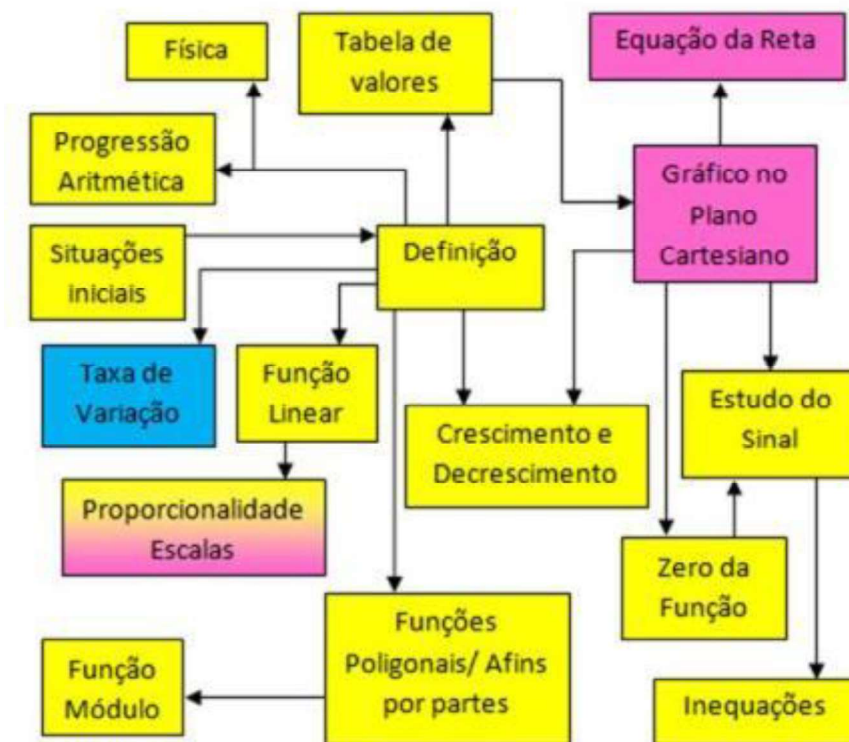 Física
Tabela de
valores
Equação da Reta
Progressão
Aritmética
Gráfico no
Plano
Cartesiano
Situações
iniciais
Definição
Taxa de
Variação
Função
Linear
Crescimento e
Decrescimento
Estudo do
Sinal
Proporcionalidade
Escalas
Zero da
Função
Funções
Poligonais/ Afins
por partes
Função
Módulo
Inequações